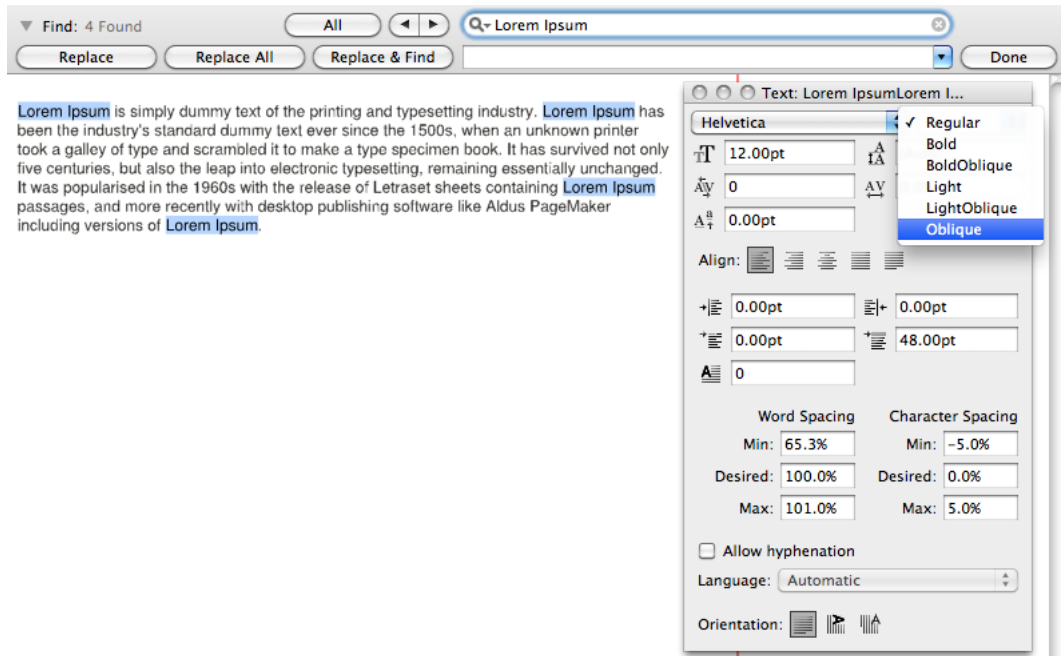 Find: 4 Found All Lorem Ipsum
Replace Replace All Replace & Find Done
Lorem Ipsum is simply dummy text of the printing and typesetting industry. Lorem Ipsum has
been the industry's standard dummy text ever since the 1500s, when an unknown printer
took a galley of type and scrambled it to make a type specimen book. It has survived not only
five centuries, but also the leap into electronic typesetting, remaining essentially unchanged.
It was popularised in the 1960s with the release of Letraset sheets containing Lorem Ipsum
passages, and more recently with desktop publishing software like Aldus PageMaker
including versions of Lorem Ipsum.
Text: Lorem IpsumLorem I...
Helvetica
✓ Regular
Bold
BoldOblique
Light
LightOblique
Oblique
12.00pt
0
0.00pt
Align:
0.00pt 0.00pt
0.00pt 48.00pt
0
Word Spacing Character Spacing
Min: 65.3% Min: -5.0%
Desired: 100.0% Desired: 0.0%
Max: 101.0% Max: 5.0%
Allow hyphenation
Language: Automatic
Orientation: